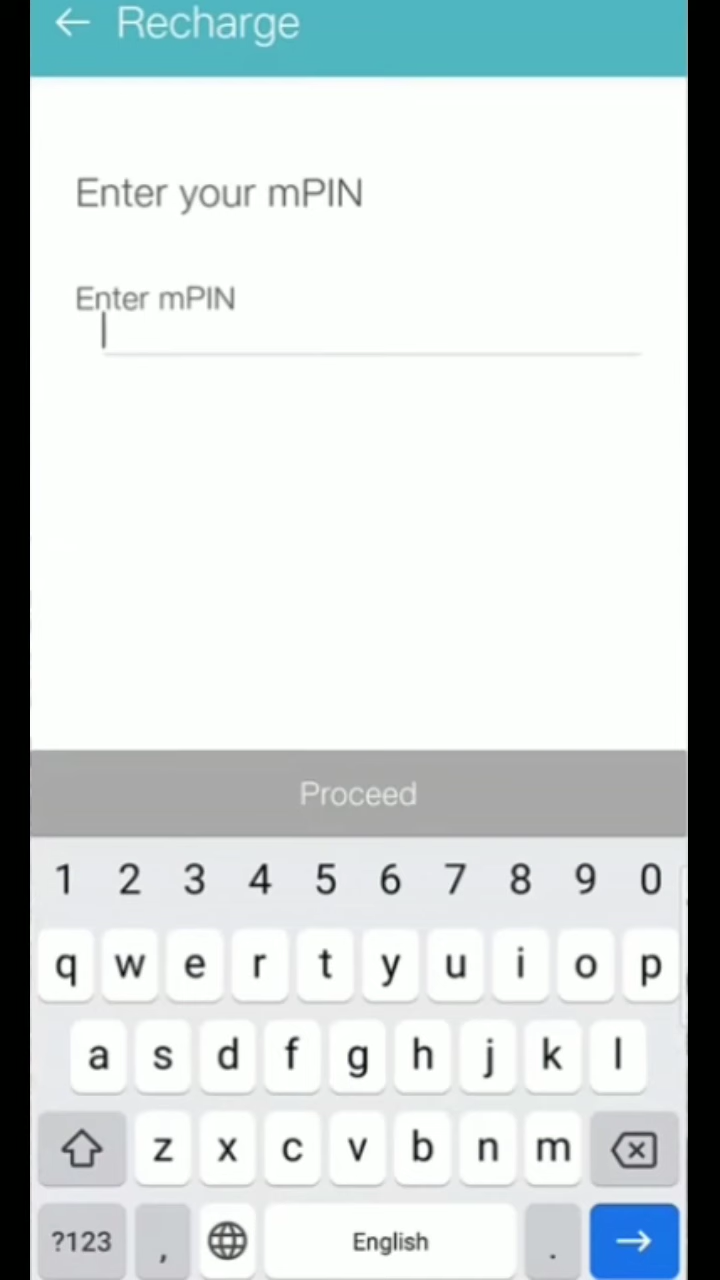 Recharge
Enter your mPIN
Enter mPIN
Proceed
1 2 3 4 5 6 7 8 9 0
q w e r t y u i o p
a s d f g h j k l
z x c v b n m
?123 , English .